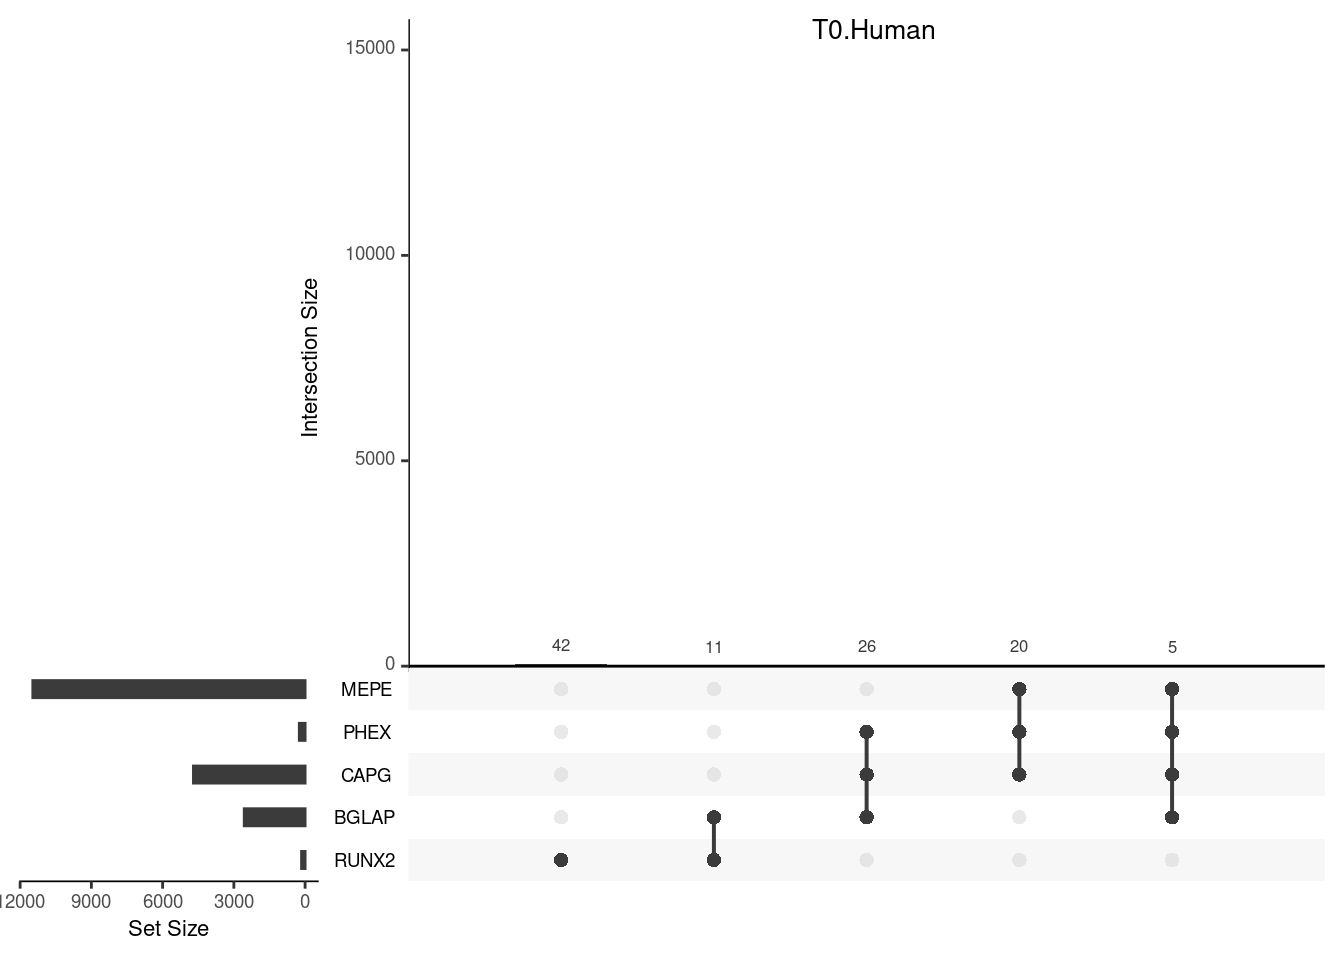 T0.Human
15000
10000
5000
0
Intersection Size
42 11 26 20 5
MEPE
PHEX
CAPG
BGLAP
RUNX2
12000 9000 6000 3000 0
Set Size